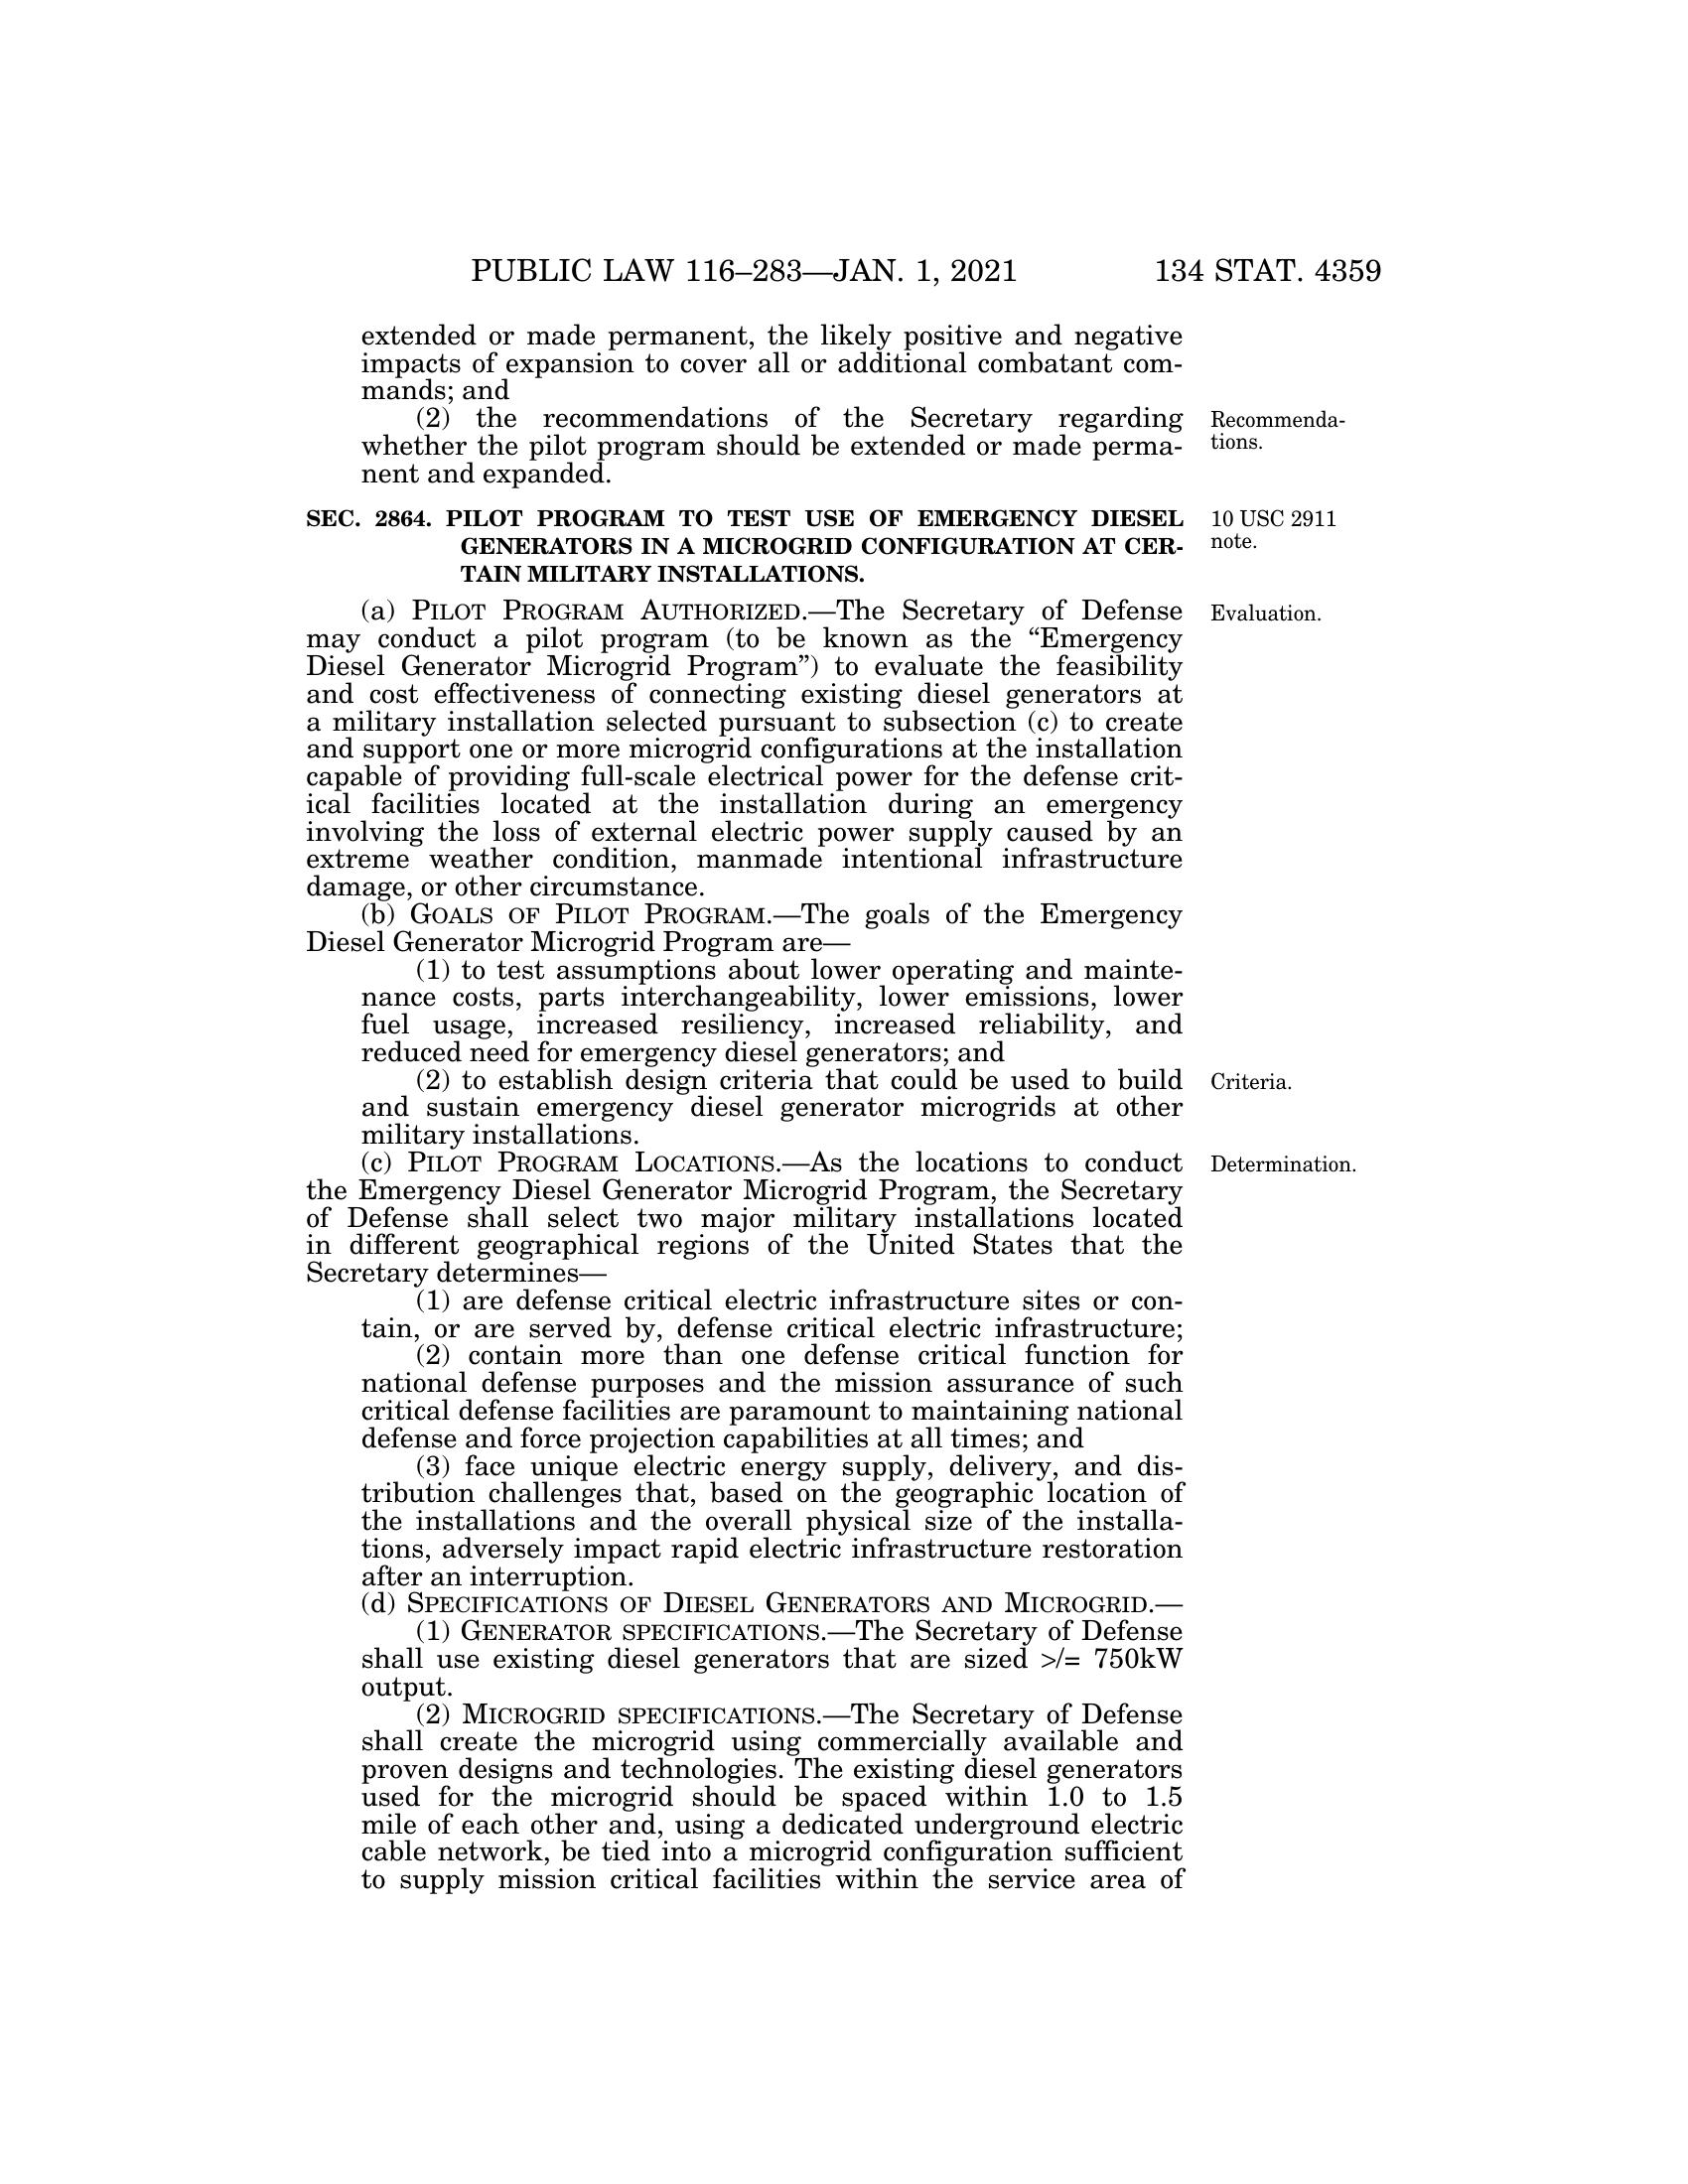 PUBLIC LAW 116–283—JAN. 1, 2021 134 STAT. 4359
extended or made permanent, the likely positive and negative
impacts of expansion to cover all or additional combatant com-
mands; and
(2) the recommendations of the Secretary regarding
whether the pilot program should be extended or made perma-
nent and expanded.
Recommenda-
tions.
SEC. 2864. PILOT PROGRAM TO TEST USE OF EMERGENCY DIESEL
GENERATORS IN A MICROGRID CONFIGURATION AT CER-
TAIN MILITARY INSTALLATIONS.
10 USC 2911
note.
(a) PILOT PROGRAM AUTHORIZED.—The Secretary of Defense
may conduct a pilot program (to be known as the “Emergency
Diesel Generator Microgrid Program”) to evaluate the feasibility
and cost effectiveness of connecting existing diesel generators at
a military installation selected pursuant to subsection (c) to create
and support one or more microgrid configurations at the installation
capable of providing full-scale electrical power for the defense crit-
ical facilities located at the installation during an emergency
involving the loss of external electric power supply caused by an
extreme weather condition, manmade intentional infrastructure
damage, or other circumstance.
Evaluation.
(b) GOALS OF PILOT PROGRAM.—The goals of the Emergency
Diesel Generator Microgrid Program are—
(1) to test assumptions about lower operating and mainte-
nance costs, parts interchangeability, lower emissions, lower
fuel usage, increased resiliency, increased reliability, and
reduced need for emergency diesel generators; and
(2) to establish design criteria that could be used to build
and sustain emergency diesel generator microgrids at other
military installations.
Criteria.
(c) PILOT PROGRAM LOCATIONS.—As the locations to conduct
the Emergency Diesel Generator Microgrid Program, the Secretary
of Defense shall select two major military installations located
in different geographical regions of the United States that the
Secretary determines—
Determination.
(1) are defense critical electric infrastructure sites or con-
tain, or are served by, defense critical electric infrastructure;
(2) contain more than one defense critical function for
national defense purposes and the mission assurance of such
critical defense facilities are paramount to maintaining national
defense and force projection capabilities at all times; and
(3) face unique electric energy supply, delivery, and dis-
tribution challenges that, based on the geographic location of
the installations and the overall physical size of the installa-
tions, adversely impact rapid electric infrastructure restoration
after an interruption.
(d) SPECIFICATIONS OF DIESEL GENERATORS AND MICROGRID.—
(1) GENERATOR SPECIFICATIONS.—The Secretary of Defense
shall use existing diesel generators that are sized >/= 750kW
output.
(2) MICROGRID SPECIFICATIONS.—The Secretary of Defense
shall create the microgrid using commercially available and
proven designs and technologies. The existing diesel generators
used for the microgrid should be spaced within 1.0 to 1.5
mile of each other and, using a dedicated underground electric
cable network, be tied into a microgrid configuration sufficient
to supply mission critical facilities within the service area of